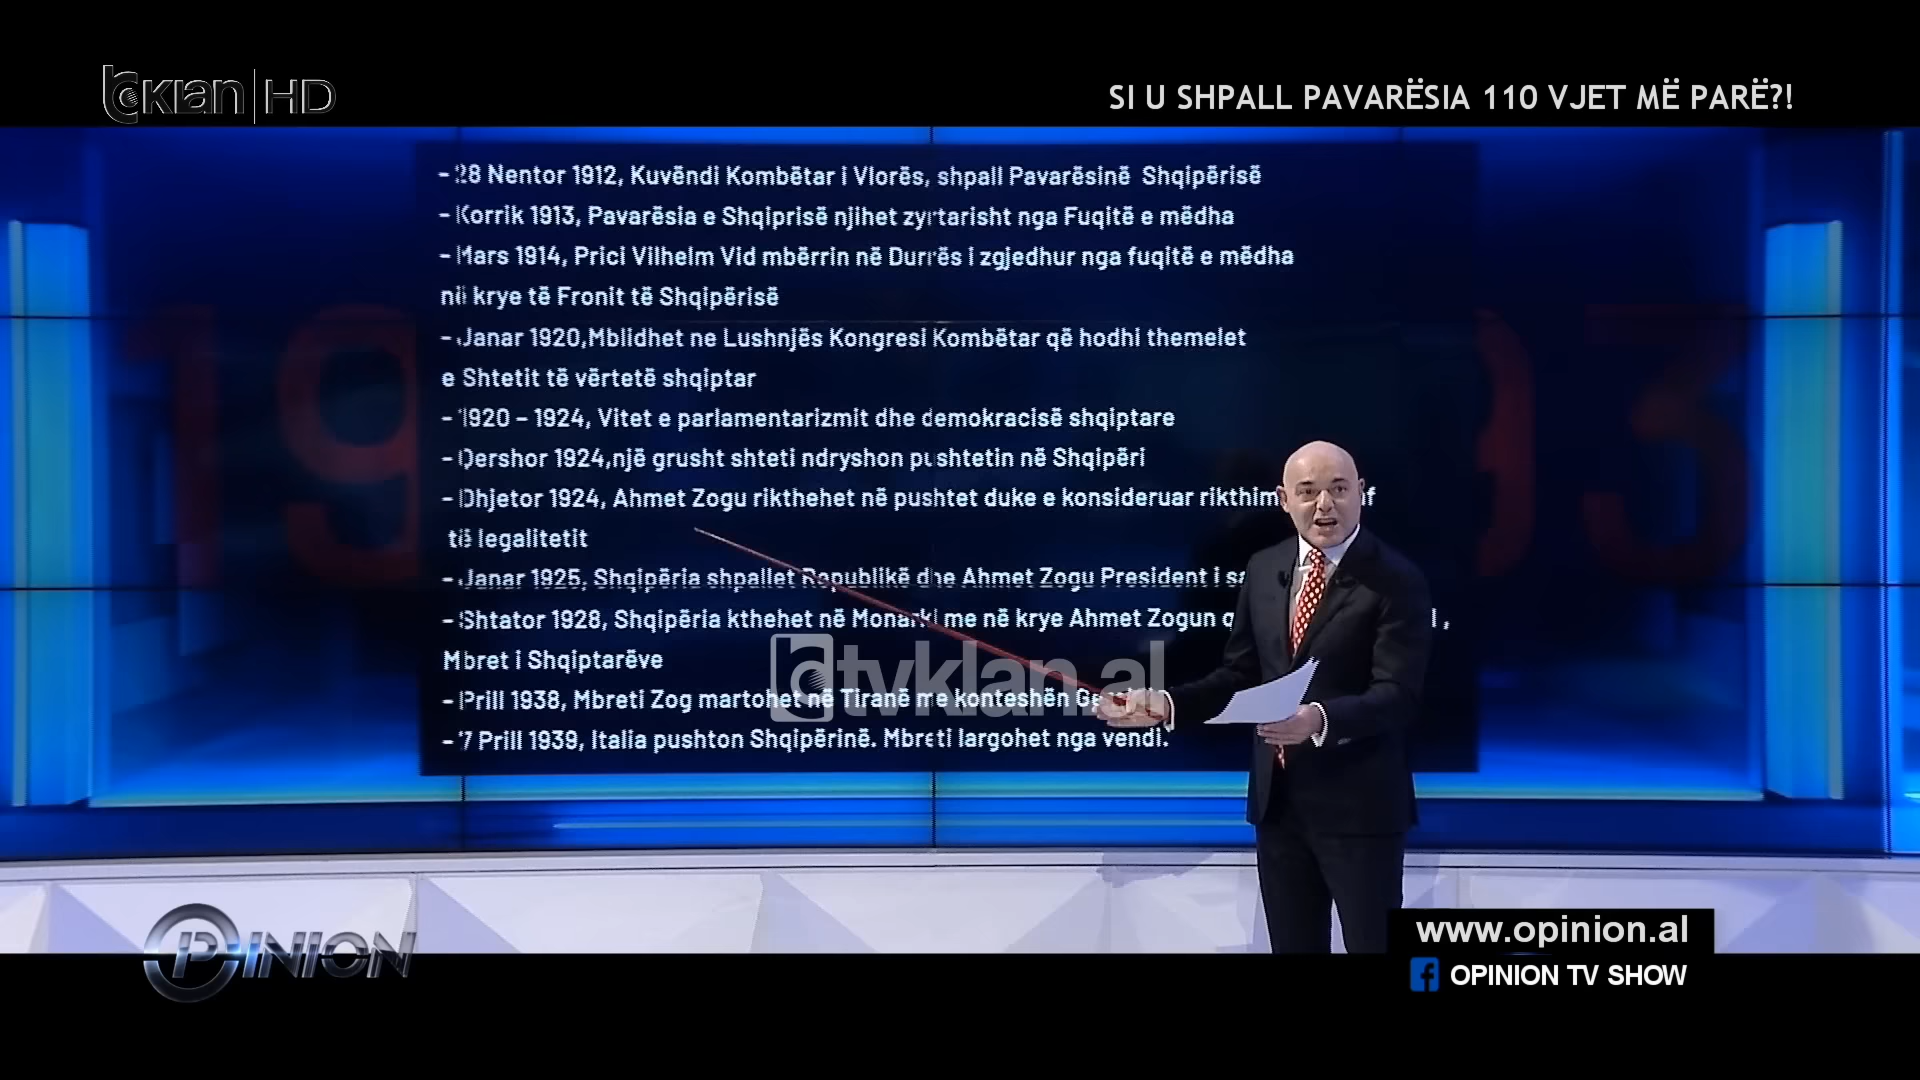 tvklan HD
SI U SHPALL PAVARËSIA 110 VJET MË PARË?!
- 28 Nentor 1912, Kuvëndi Kombëtar i Vlorës, shpall Pavarësinë Shqipërisë
- Korrik 1913, Pavarësia e Shqiprisë njihet zyrtarisht nga Fuqitë e mëdha
- Mars 1914, Prici Vilhelm Vid mbërrin në Durrës i zgjedhur nga fuqitë e mëdha
në krye të Fronit të Shqipërisë
- Janar 1920,Mblidhet ne Lushnjës Kongresi Kombëtar që hodhi themelet
e Shtetit të vërtetë shqiptar
- 1920 – 1924, Vitet e parlamentarizmit dhe demokracisë shqiptare
- Qershor 1924,një grusht shteti ndryshon pushtetin në Shqipëri
- Dhjetor 1924, Ahmet Zogu rikthehet në pushtet duke e konsideruar
të legalitetit
- Janar 1925, Shqipëria shpallet Republikë dhe Ahmet Zogu President i
- Shtator 1928, Shqipëria kthehet në Monarki me në krye Ahmet Zogun
Mbret i Shqiptarëve
- Prill 1938, Mbreti Zog martohet në Tiranë me konteshën
- 7 Prill 1939, Italia pushton Shqipërinë. Mbreti largohet nga vendi.
tvklan.al
OPINION
www.opinion.al
OPINION TV SHOW